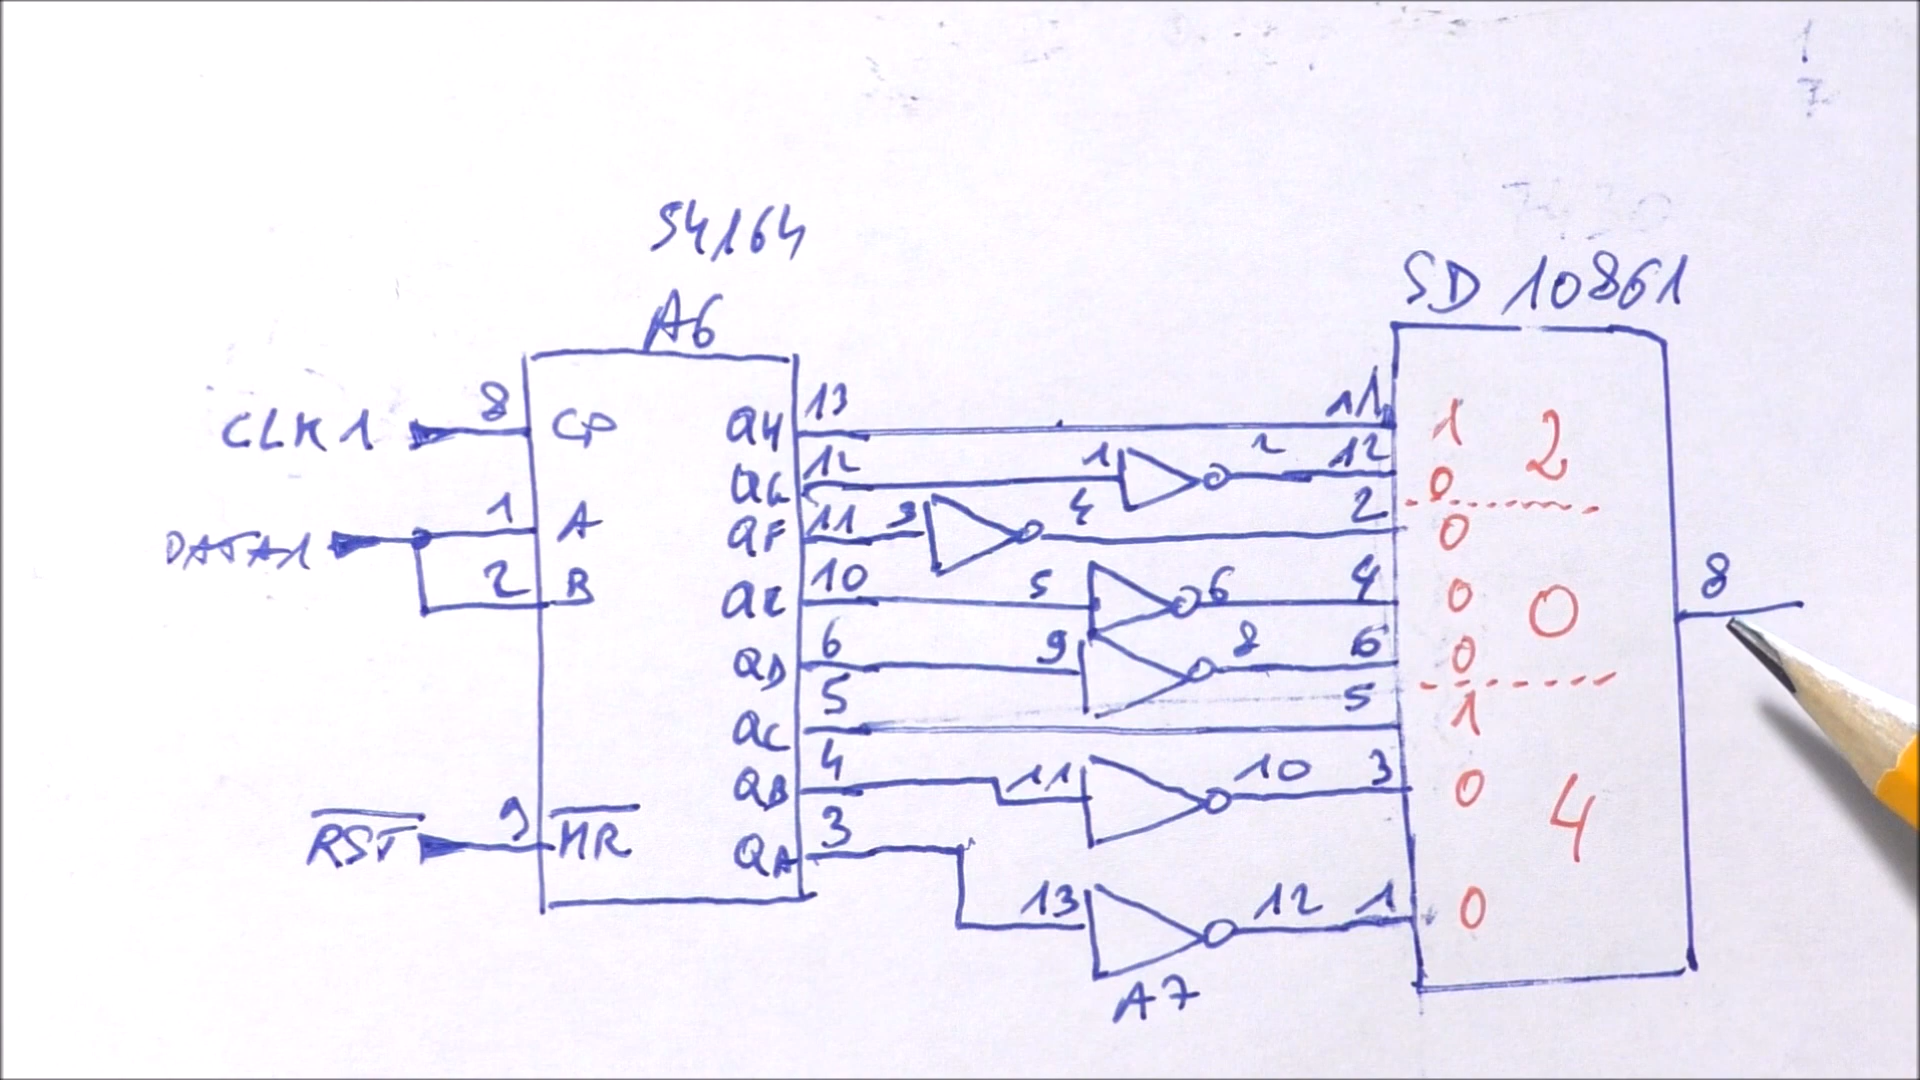 54164
SD 10861
A6
CLK1 8 CP QH 13 11 1 2
QG 12 1 2 12 0
1 A QF 11 3 4 2 0
DATA1
2 B QE 10 5 6 4 0 0
QD 6 9 8 6 0
QC 5 5 1
QB 4 11 10 3 0 4
RST 9 MR QA 3 13 12 1 0
8
A7